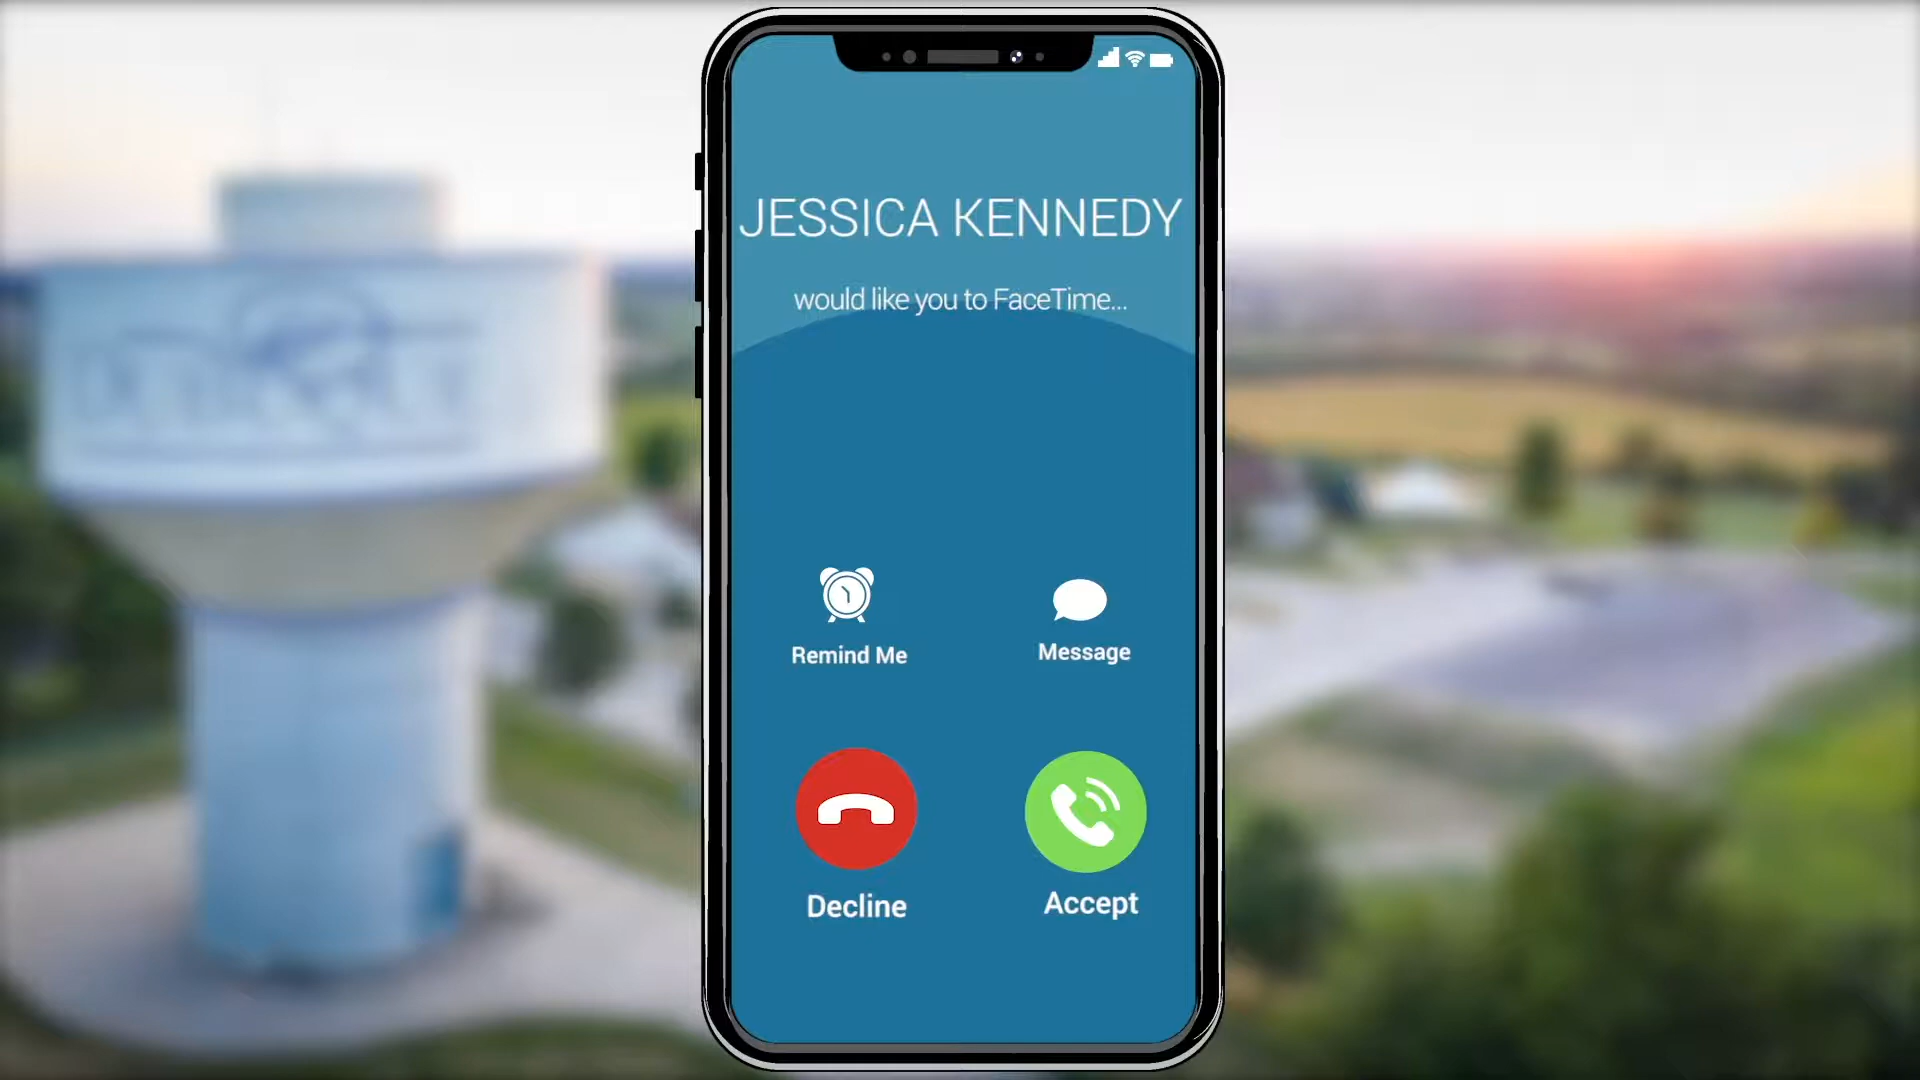 JESSICA KENNEDY
would like you to FaceTime...
Remind Me
Message
Decline
Accept